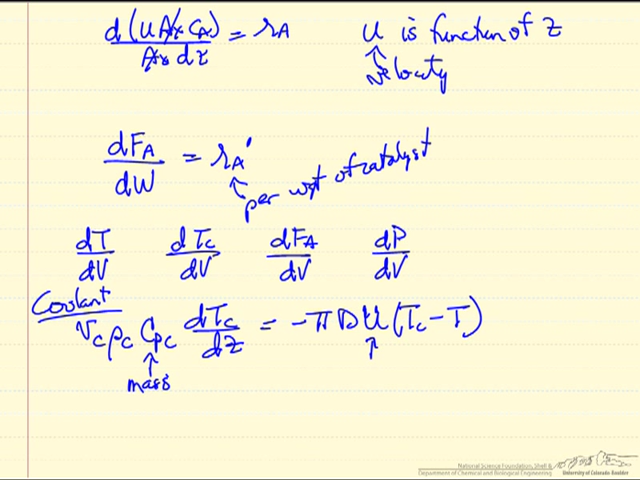 d(u Ax CA) / Ax dz = rA u is function of z
velocity
dFA / dW = rA' per wgt of catalyst
dT/dV dTc/dV dFA/dV dP/dV
Coolant
vc ρc Cpc dTc/dz = -π D U (Tc - T)
mass
National Science Foundation, Shell &
Department of Chemical and Biological Engineering University of Colorado Boulder